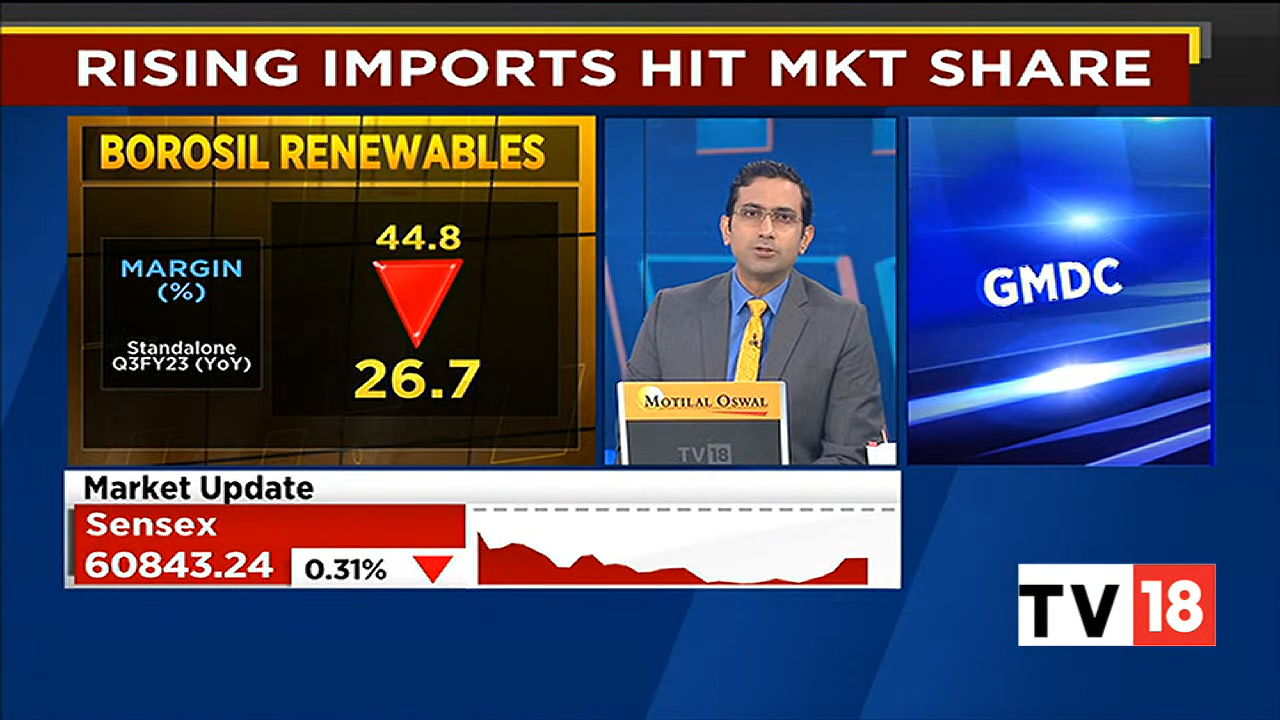 RISING IMPORTS HIT MKT SHARE
BOROSIL RENEWABLES
44.8
MARGIN
(%)
Standalone
Q3FY23 (YoY)
26.7
MOTILAL OSWAL
TV18
GMDC
Market Update
Sensex
60843.24 0.31%
TV18